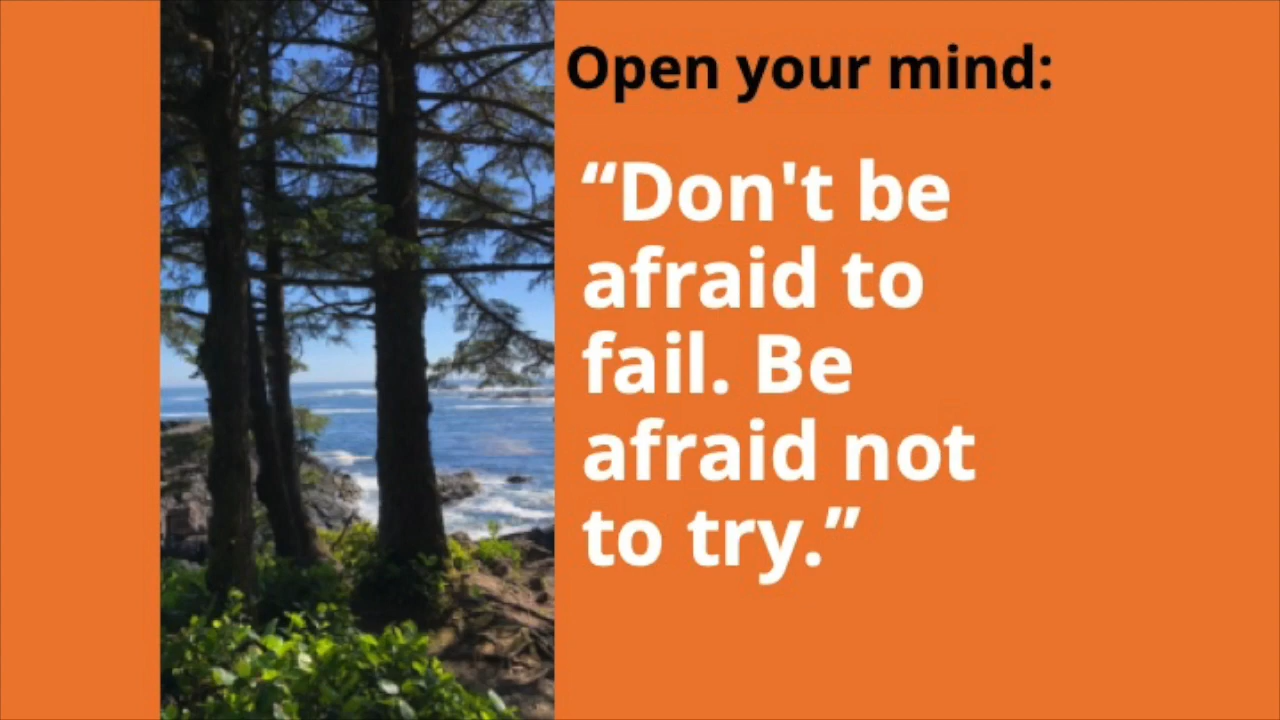 Open your mind:
“Don't be
afraid to
fail. Be
afraid not
to try.”